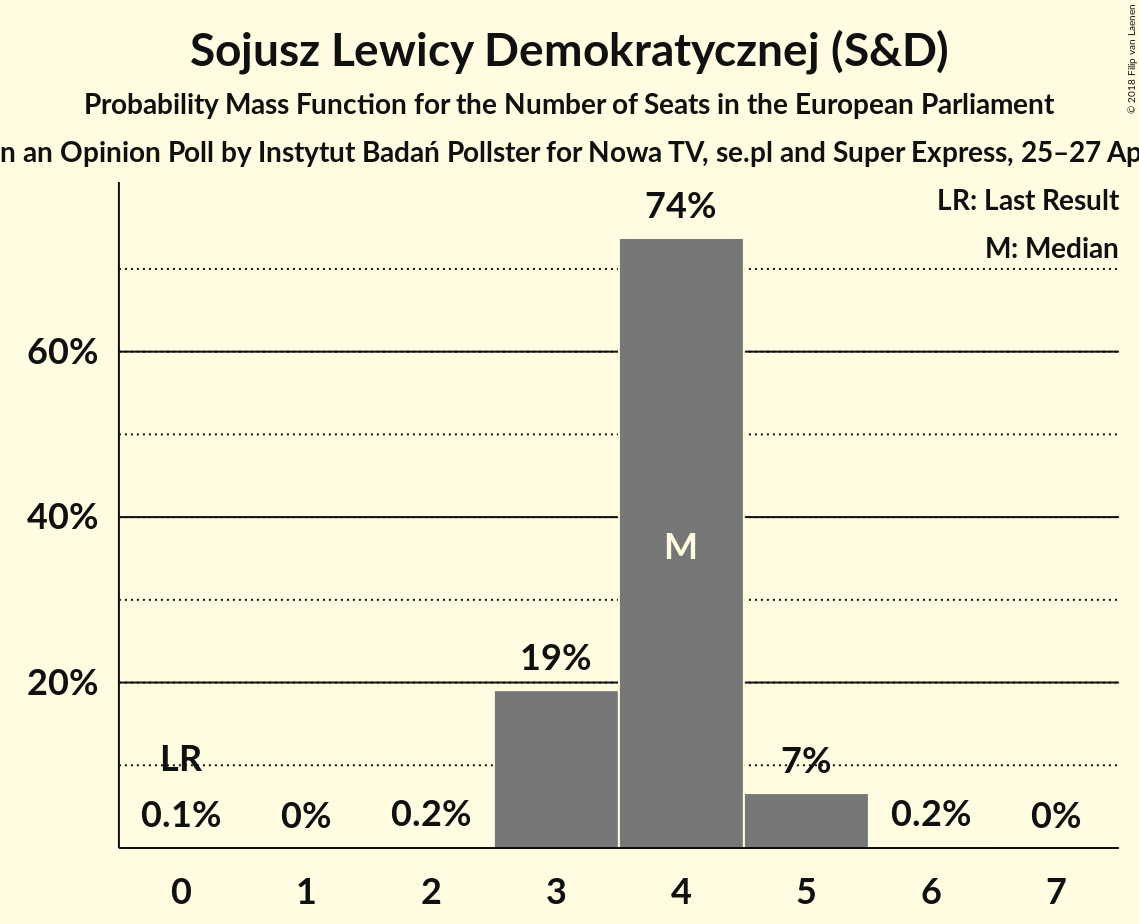 Sojusz Lewicy Demokratycznej (S&D)
Probability Mass Function for the Number of Seats in the European Parliament
an Opinion Poll by Instytut Badań Pollster for Nowa TV, se.pl and Super Express, 25–27
© 2018 Filip van Laenen
LR: Last Result
M: Median
74%
60%
M
40%
19%
20%
LR
7%
0.1% 0% 0.2% 0.2% 0%
0 1 2 3 4 5 6 7